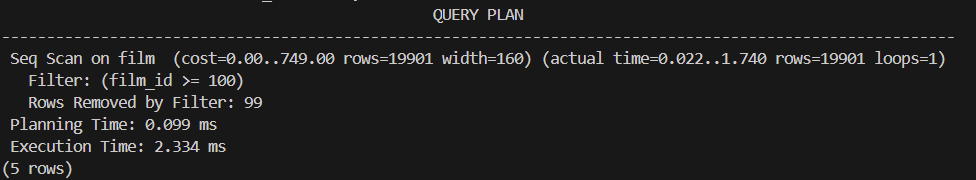 QUERY PLAN
-----------------------------------------------------------------------------------------------------------
Seq Scan on film  (cost=0.00..749.00 rows=19901 width=160) (actual time=0.022..1.740 rows=19901 loops=1)
  Filter: (film_id >= 100)
  Rows Removed by Filter: 99
Planning Time: 0.099 ms
Execution Time: 2.334 ms
(5 rows)